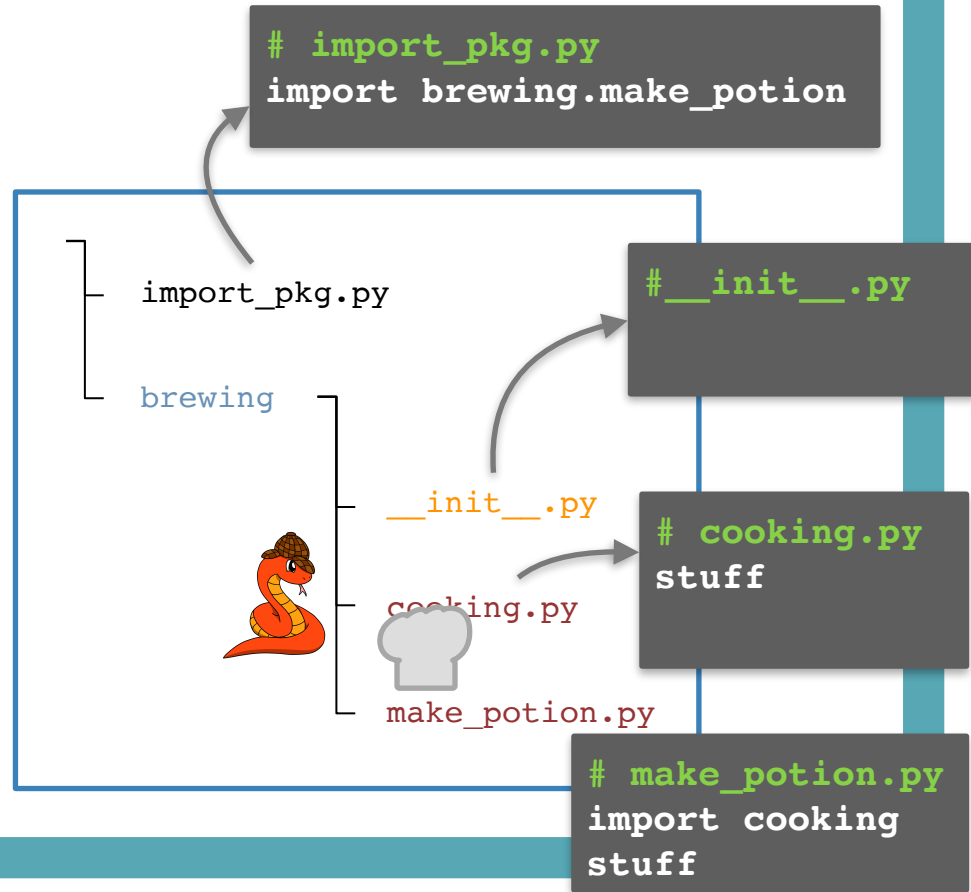 # import_pkg.py
import brewing.make_potion
import_pkg.py
#__init__.py
brewing
__init__.py
# cooking.py
stuff
cooking.py
make_potion.py
# make_potion.py
import cooking
stuff